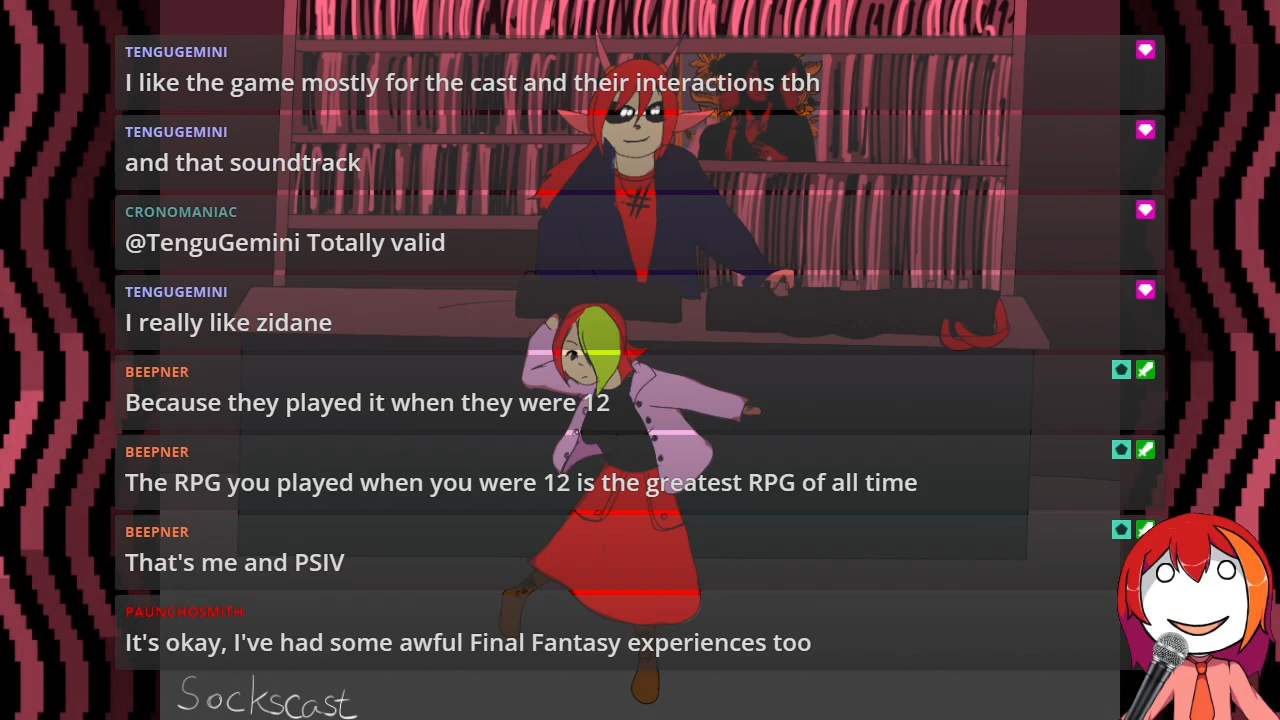 TENGUGEMINI
I like the game mostly for the cast and their interactions tbh
TENGUGEMINI
and that soundtrack
CRONOMANIAC
@TenguGemini Totally valid
TENGUGEMINI
I really like zidane
BEEPNER
Because they played it when they were 12
BEEPNER
The RPG you played when you were 12 is the greatest RPG of all time
BEEPNER
That's me and PSIV
PAUNCHOSMITH
It's okay, I've had some awful Final Fantasy experiences too
Sockscast